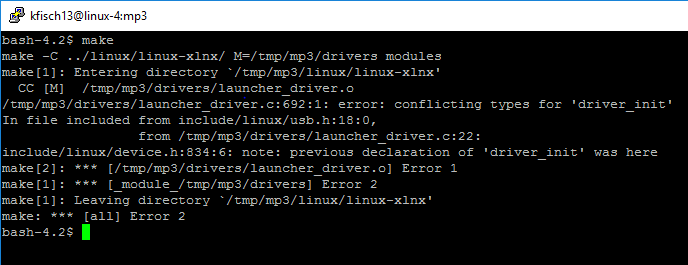 kfisch13@linux-4:mp3
bash-4.2$ make
make -C ../linux/linux-xlnx/ M=/tmp/mp3/drivers modules
make[1]: Entering directory `/tmp/mp3/linux/linux-xlnx'
  CC [M]  /tmp/mp3/drivers/launcher_driver.o
/tmp/mp3/drivers/launcher_driver.c:692:1: error: conflicting types for 'driver_init'
In file included from include/linux/usb.h:18:0,
                 from /tmp/mp3/drivers/launcher_driver.c:22:
include/linux/device.h:834:6: note: previous declaration of 'driver_init' was here
make[2]: *** [/tmp/mp3/drivers/launcher_driver.o] Error 1
make[1]: *** [_module_/tmp/mp3/drivers] Error 2
make[1]: Leaving directory `/tmp/mp3/linux/linux-xlnx'
make: *** [all] Error 2
bash-4.2$